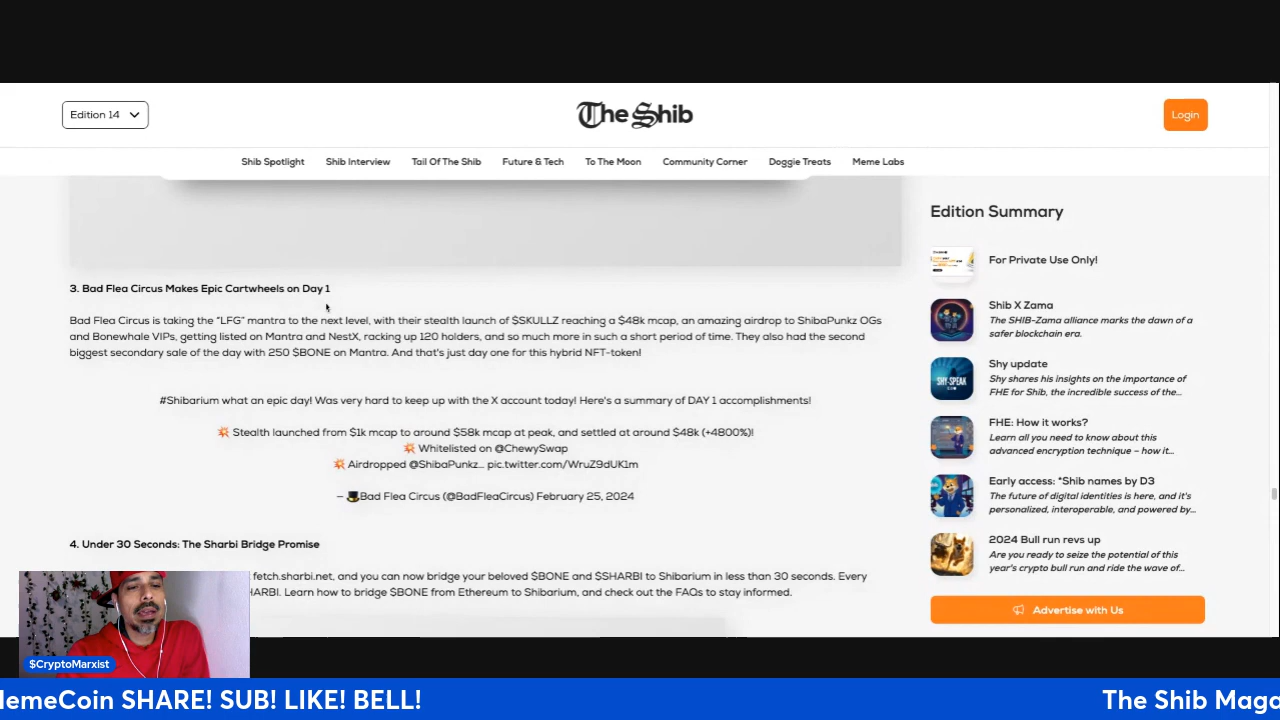 Edition 14
The Shib
Login
Shib Spotlight
Shib Interview
Tail Of The Shib
Future & Tech
To The Moon
Community Corner
Doggie Treats
Meme Labs
3. Bad Flea Circus Makes Epic Cartwheels on Day 1
Bad Flea Circus is taking the “LFG” mantra to the next level, with their stealth launch of $SKULLZ reaching a $48k mcap, an amazing airdrop to ShibaPunkz OGs
and Bonewhale VIPs, getting listed on Mantra and NestX, racking up 120 holders, and so much more in such a short period of time. They also had the second
biggest secondary sale of the day with 250 $BONE on Mantra. And that's just day one for this hybrid NFT-token!
#Shibarium what an epic day! Was very hard to keep up with the X account today! Here's a summary of DAY 1 accomplishments!
💥 Stealth launched from $1k mcap to around $58k mcap at peak, and settled at around $48k (+4800%)!
💥 Whitelisted on @ChewySwap
💥 Airdropped @ShibaPunkz… pic.twitter.com/WruZ9dUK1m
— 🎩Bad Flea Circus (@BadFleaCircus) February 25, 2024
4. Under 30 Seconds: The Sharbi Bridge Promise
fetch.sharbi.net, and you can now bridge your beloved $BONE and $SHARBI to Shibarium in less than 30 seconds. Every
HARBI. Learn how to bridge $BONE from Ethereum to Shibarium, and check out the FAQs to stay informed.
Edition Summary
For Private Use Only!
Shib X Zama
The SHIB-Zama alliance marks the dawn of a
safer blockchain era.
SHY-SPEAK
Shy update
Shy shares his insights on the importance of
FHE for Shib, the incredible success of the...
FHE: How it works?
Learn all you need to know about this
advanced encryption technique – how it...
Early access: "Shib names by D3
The future of digital identities is here, and it's
personalized, interoperable, and powered by...
2024 Bull run revs up
Are you ready to seize the potential of this
year's crypto bull run and ride the wave of...
Advertise with Us
$CryptoMarxist
MemeCoin SHARE! SUB! LIKE! BELL!
The Shib Maga